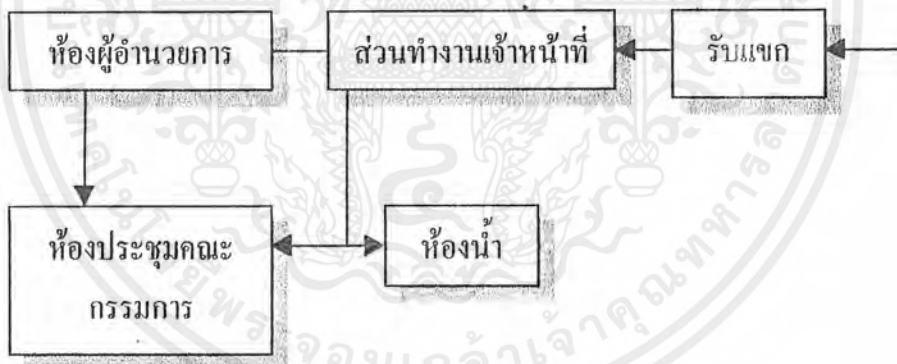 ห้องผู้อำนวยการ
ส่วนทำงานเจ้าหน้าที่
รับแขก
ห้องประชุมคณะ
กรรมการ
ห้องน้ำ